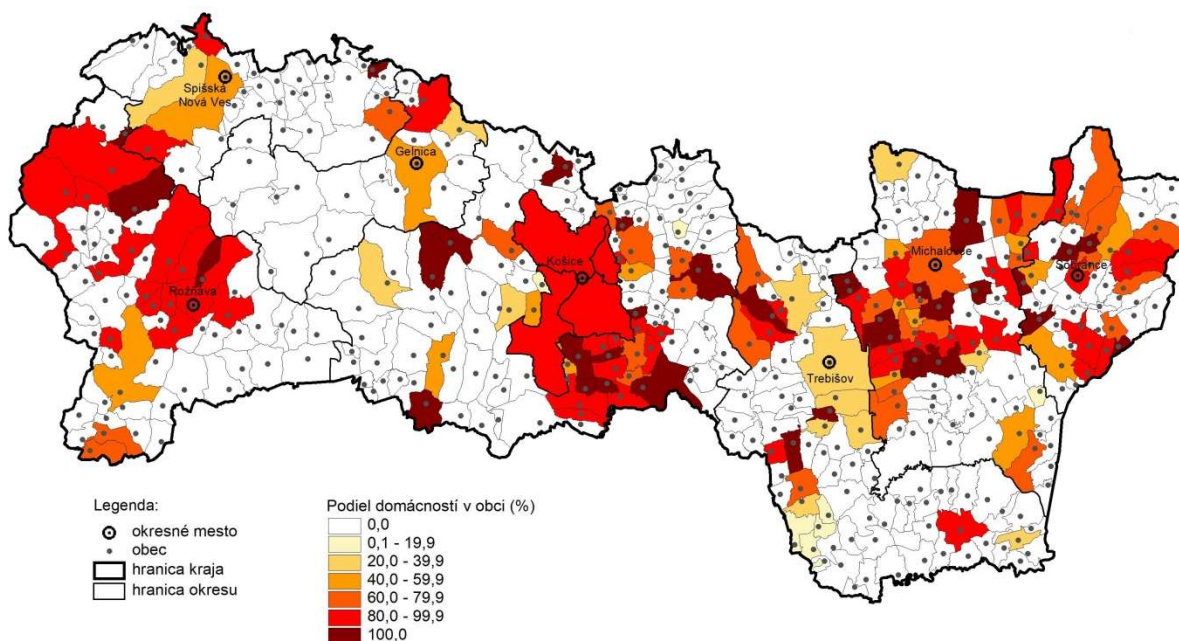 Spišská
Nová Ves
Gelnica
Rožňava
Košice
Michalovce
Sobrance
Trebišov
Legenda:
okresné mesto
obec
hranica kraja
hranica okresu
Podiel domácností v obci (%)
0,0
0,1 - 19,9
20,0 - 39,9
40,0 - 59,9
60,0 - 79,9
80,0 - 99,9
100,0